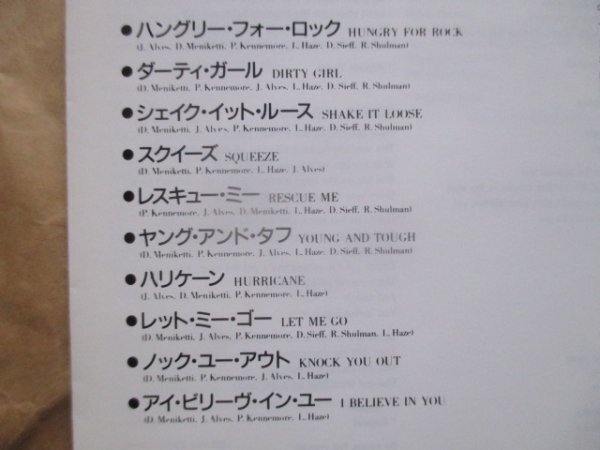 ●ハングリー・フォー・ロック HUNGRY FOR ROCK
(J. Alves, D. Meniketti, P. Kennemore, L. Haze, D. Sieff, R. Shulman)
●ダーティ・ガール DIRTY GIRL
(D. Meniketti, P. Kennemore, J. Alves, L. Haze, D. Sieff, R. Shulman)
●シェイク・イット・ルース SHAKE IT LOOSE
(D. Meniketti, J. Alves, P. Kennemore, L. Haze, D. Sieff, R. Shulman)
●スクイーズ SQUEEZE
(D. Meniketti, P. Kennemore, L. Haze, J. Alves)
●レスキュー・ミー RESCUE ME
(P. Kennemore, J. Alves, D. Meniketti, L. Haze, D. Sieff, R. Shulman)
●ヤング・アンド・タフ YOUNG AND TOUGH
(D. Meniketti, P. Kennemore, J. Alves, L. Haze, D. Sieff, R. Shulman)
●ハリケーン HURRICANE
(J. Alves, D. Meniketti, P. Kennemore, L. Haze)
●レット・ミー・ゴー LET ME GO
(D. Meniketti, J. Alves, P. Kennemore, D. Sieff, R. Shulman, L. Haze)
●ノック・ユー・アウト KNOCK YOU OUT
(D. Meniketti, P. Kennemore, J. Alves, L. Haze)
●アイ・ビリーヴ・イン・ユー I BELIEVE IN YOU
(D. Meniketti, J. Alves, P. Kennemore, L. Haze)